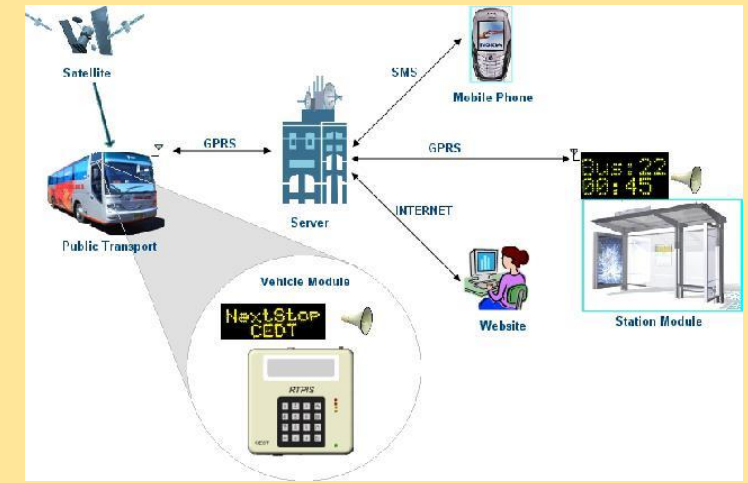 Satellite
SMS
NOKIA
Mobile Phone
GPRS
GPRS
Bus:22
00:45
Server
INTERNET
Public Transport
Vehicle Module
NextStop
CEDT
Website
Station Module
RTPIS
CEDT